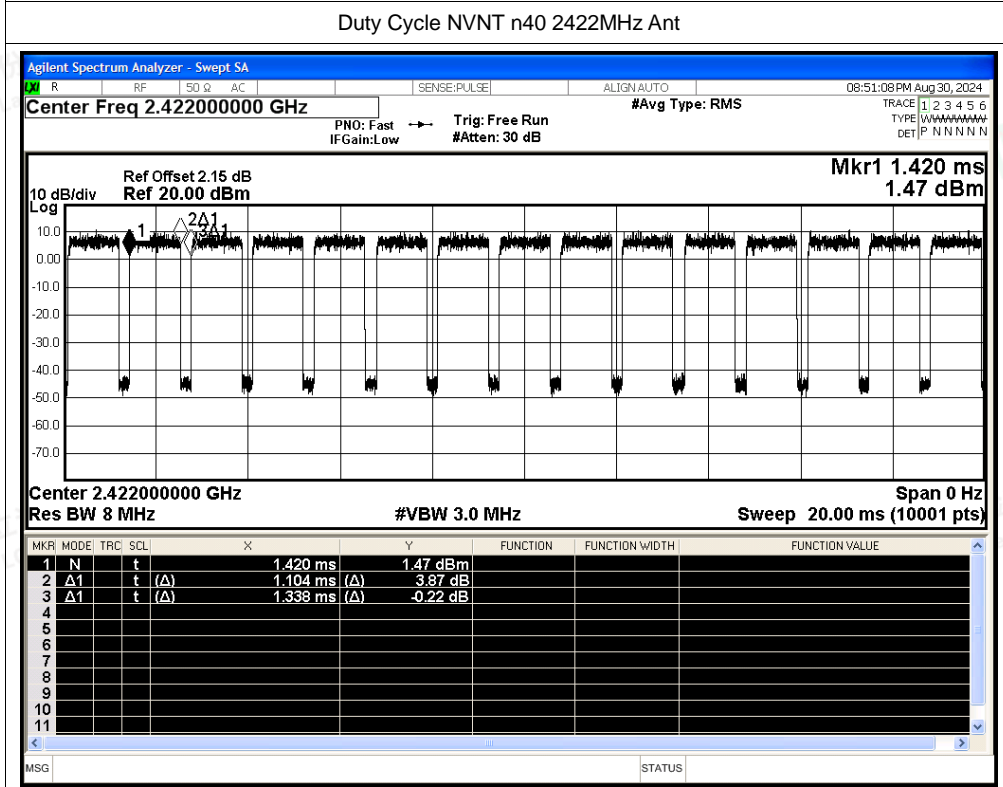 Duty Cycle NVNT n40 2422MHz Ant
Agilent Spectrum Analyzer - Swept SA
LXI R RF 50 Ω AC SENSE:PULSE ALIGN AUTO 08:51:08 PM Aug 30, 2024
Center Freq 2.422000000 GHz #Avg Type: RMS TRACE 1 2 3 4 5 6
PNO: Fast Trig: Free Run TYPE WWWWWW
IFGain:Low #Atten: 30 dB DET P N N N N N
Mkr1 1.420 ms
Ref Offset 2.15 dB
10 dB/div Ref 20.00 dBm 1.47 dBm
Log
2Δ1
10.0 1 3Δ1
0.00
-10.0
-20.0
-30.0
-40.0
-50.0
-60.0
-70.0
Center 2.422000000 GHz Span 0 Hz
Res BW 8 MHz #VBW 3.0 MHz Sweep 20.00 ms (10001 pts)
MKR MODE TRC SCL X Y FUNCTION FUNCTION WIDTH FUNCTION VALUE
1 N t 1.420 ms 1.47 dBm
2 Δ1 t (Δ) 1.104 ms (Δ) 3.87 dB
3 Δ1 t (Δ) 1.338 ms (Δ) -0.22 dB
4
5
6
7
8
9
10
11
MSG STATUS